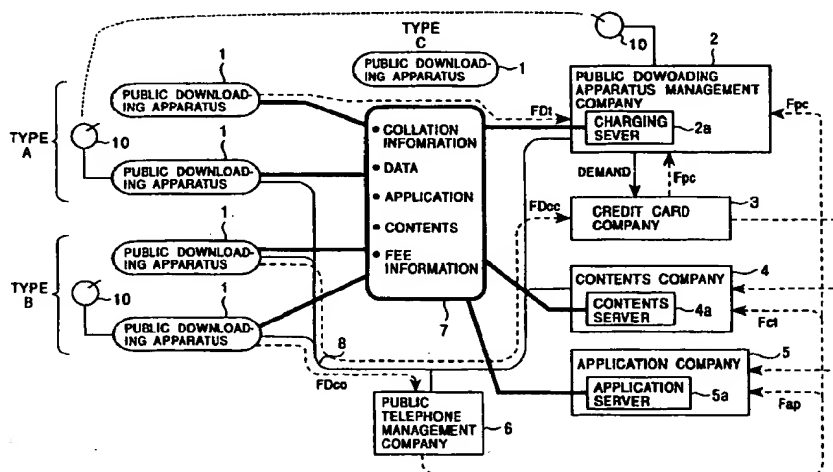 TYPE
C
PUBLIC DOWNLOAD-
ING APPARATUS
1
10
2
PUBLIC DOWOADING
APPARATUS MANAGEMENT
COMPANY
CHARGING
SEVER
2a
FDt
Fpc
TYPE
A
1
PUBLIC DOWNLOAD-
ING APPARATUS
10
1
PUBLIC DOWNLOAD-
ING APPARATUS
• COLLATION
INFOMRATION
• DATA
• APPLICATION
• CONTENTS
• FEE
INFORMATION
7
DEMAND
Fpc
FDcc
3
CREDIT CARD
COMPANY
TYPE
B
1
PUBLIC DOWNLOAD-
ING APPARATUS
10
1
PUBLIC DOWNLOAD-
ING APPARATUS
8
FDco
4
CONTENTS COMPANY
CONTENTS
SERVER
4a
Fct
5
APPLICATION COMPANY
APPLICATION
SERVER
5a
Fap
PUBLIC
TELEPHONE
MANAGEMENT
COMPANY
6